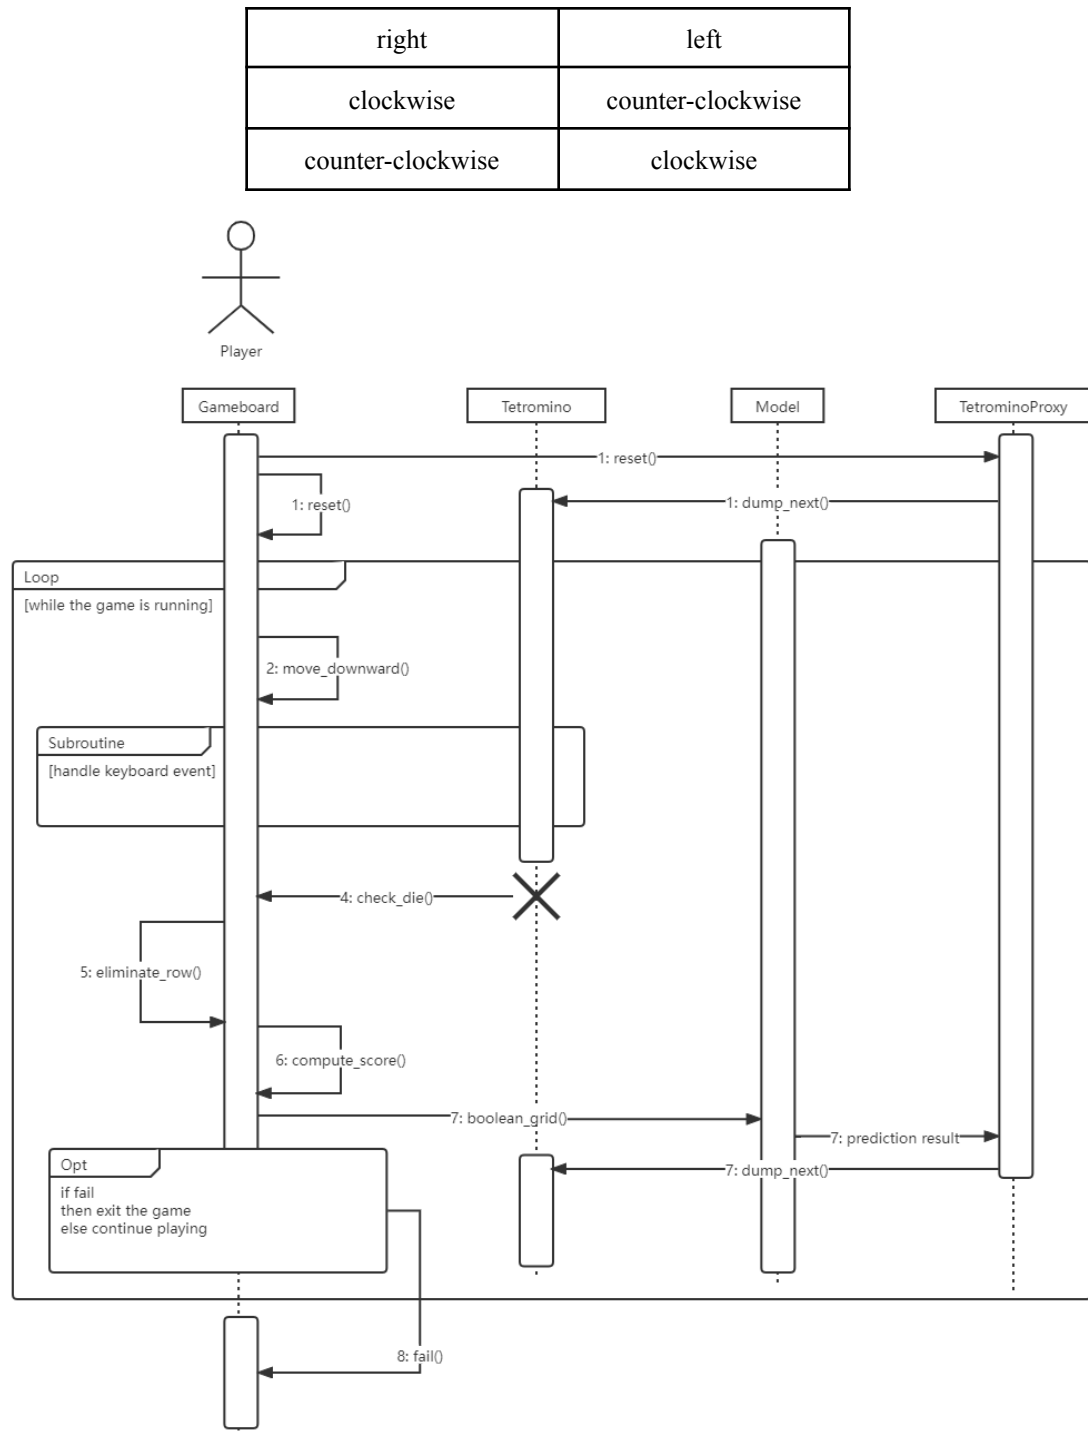 right left
clockwise counter-clockwise
counter-clockwise clockwise
Player
Gameboard Tetromino Model TetrominoProxy
1: reset()
1: dump_next()
1: reset()
Loop
[while the game is running]
2: move_downward()
Subroutine
[handle keyboard event]
4: check_die()
5: eliminate_row()
6: compute_score()
7: boolean_grid()
7: prediction result
7: dump_next()
Opt
if fail
then exit the game
else continue playing
8: fail()